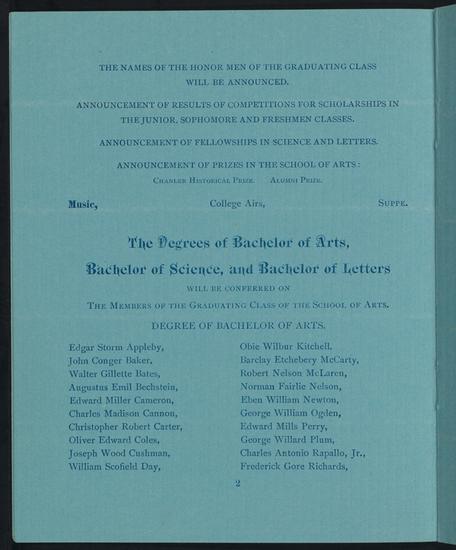 THE NAMES OF THE HONOR MEN OF THE GRADUATING CLASS
WILL BE ANNOUNCED.
ANNOUNCEMENT OF RESULTS OF COMPETITIONS FOR SCHOLARSHIPS IN
THE JUNIOR, SOPHOMORE AND FRESHMEN CLASSES.
ANNOUNCEMENT OF FELLOWSHIPS IN SCIENCE AND LETTERS.
ANNOUNCEMENT OF PRIZES IN THE SCHOOL OF ARTS:
CHANLER HISTORICAL PRIZE. ALUMNI PRIZE.
Music, College Airs, SUPPE.
The Degrees of Bachelor of Arts,
Bachelor of Science, and Bachelor of Letters
WILL BE CONFERRED ON
THE MEMBERS OF THE GRADUATING CLASS OF THE SCHOOL OF ARTS.
DEGREE OF BACHELOR OF ARTS.
Edgar Storm Appleby,
John Conger Baker,
Walter Gillette Bates,
Augustus Emil Bechstein,
Edward Miller Cameron,
Charles Madison Cannon,
Christopher Robert Carter,
Oliver Edward Coles,
Joseph Wood Cushman,
William Scofield Day,
Obie Wilbur Kitchell,
Barclay Etchebery McCarty,
Robert Nelson McLaren,
Norman Fairlie Nelson,
Eben William Newton,
George William Ogden,
Edward Mills Perry,
George Willard Plum,
Charles Antonio Rapallo, Jr.,
Frederick Gore Richards,
2